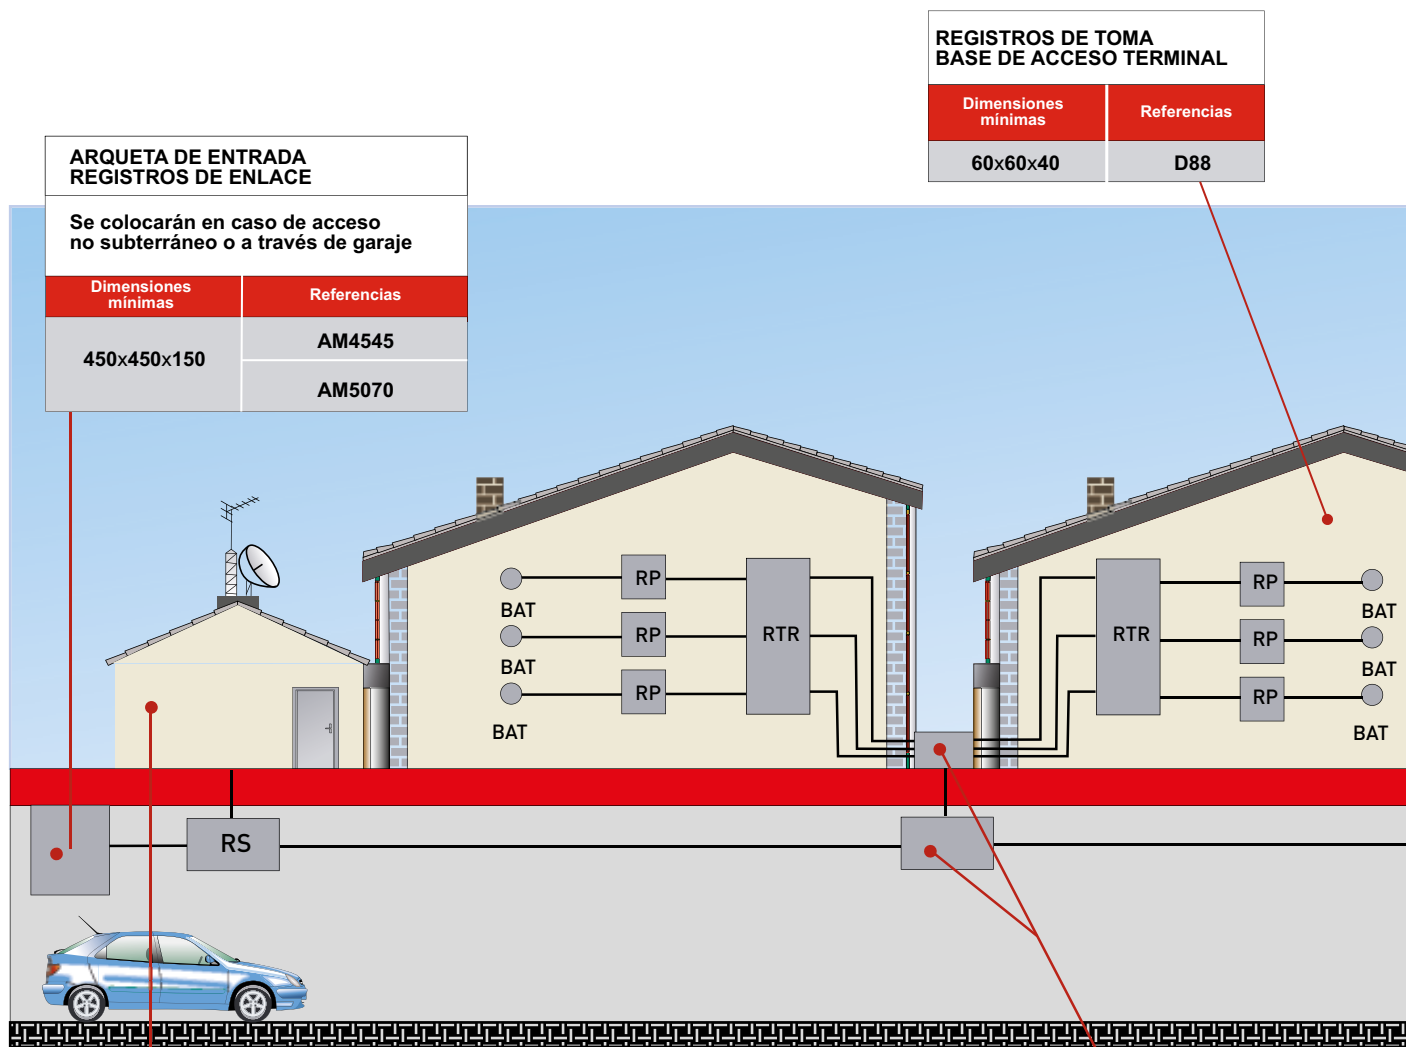 REGISTROS DE TOMA
BASE DE ACCESO TERMINAL
Dimensiones
mínimas
Referencias
60x60x40
D88
ARQUETA DE ENTRADA
REGISTROS DE ENLACE
Se colocarán en caso de acceso
no subterráneo o a través de garaje
Dimensiones
mínimas
Referencias
450x450x150
AM4545
AM5070
BAT
RP
BAT
RP
BAT
RP
RTR
RTR
RP
BAT
RP
BAT
RP
BAT
RS